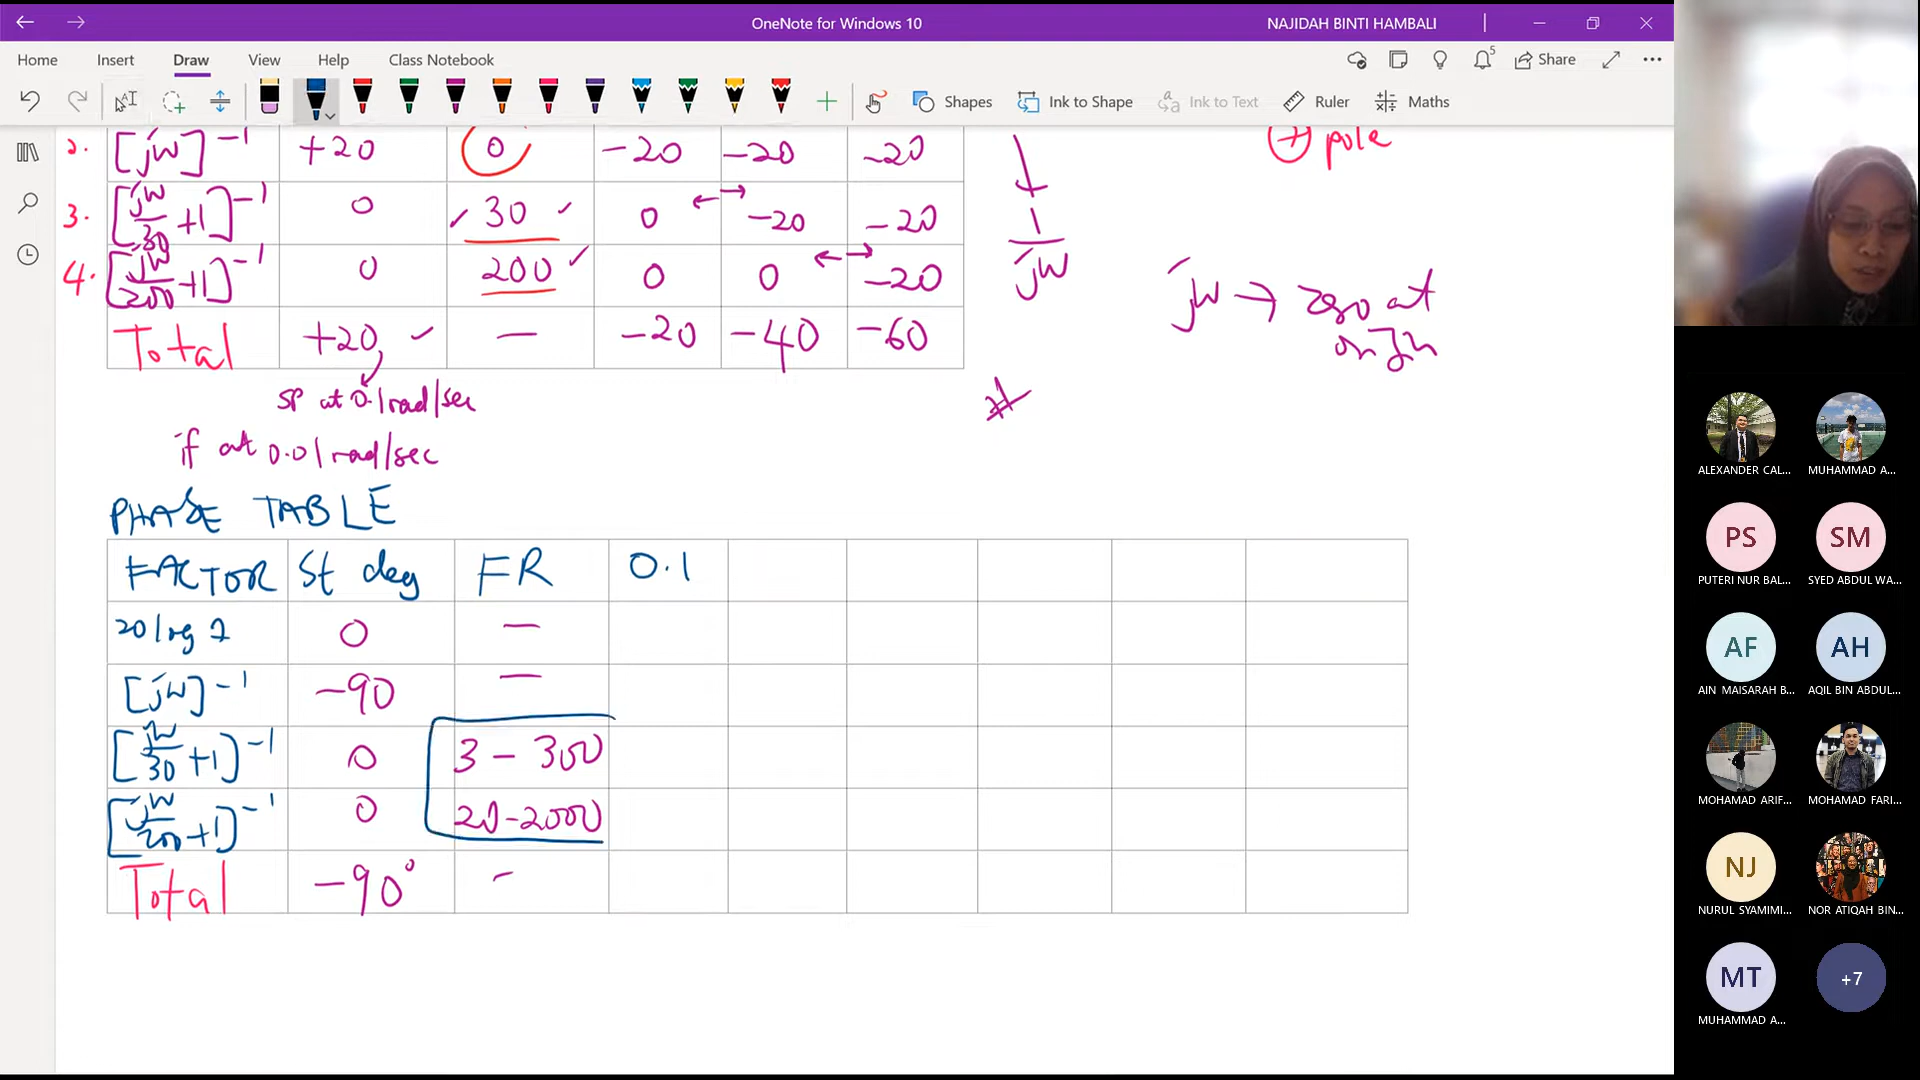 OneNote for Windows 10
NAJIDAH BINTI HAMBALI
Home Insert Draw View Help Class Notebook
5
Share
Shapes
Ink to Shape
Ink to Text
Ruler
Maths
2. [jw]⁻¹ +20 0 -20 -20 -20
⊕ pole
3. [jw/30 +1]⁻¹ 0 ✓ 30 ✓ 0 ←→ -20 -20
1/jw
4. [jw/200 +1]⁻¹ 0 200 ✓ 0 0 ←→ -20
jw → zero at
origin
Total +20 ✓ — -20 -40 -60
SP at 0.1 rad/sec
#
if at 0.01 rad/sec
PHASE TABLE
FACTOR St deg FR 0.1
20 log 0 —
[jw]⁻¹ -90 —
[jw/30 +1]⁻¹ 0 3 - 300
[jw/200 +1]⁻¹ 0 20-2000
Total -90° -
ALEXANDER CAL...
MUHAMMAD A...
PS
SM
PUTERI NUR BAL...
SYED ABDUL WA...
AF
AH
AIN MAISARAH B...
AQIL BIN ABDUL...
MOHAMAD ARIF...
MOHAMAD FARI...
NJ
NURUL SYAMIMI...
NOR ATIQAH BIN...
MT
+7
MUHAMMAD A...